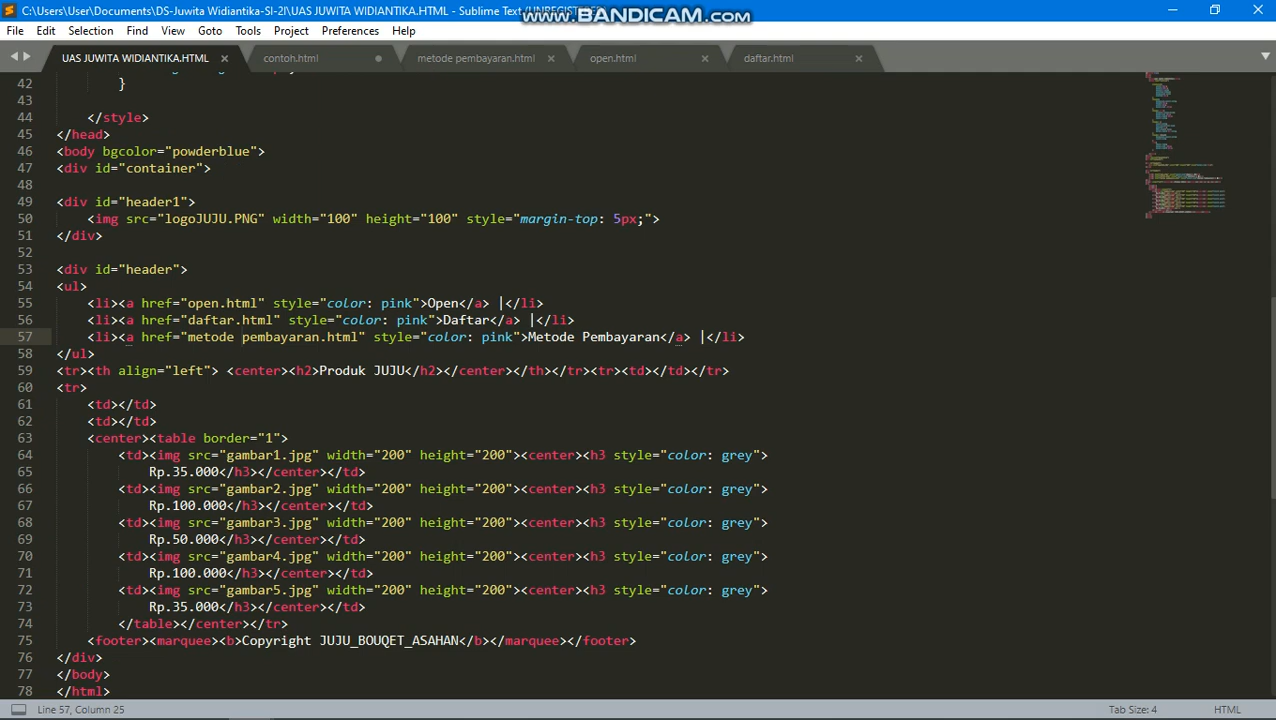 C:\Users\User\Documents\DS-Juwita Widiantika-SI-2I\UAS JUWITA WIDIANTIKA.HTML - Sublime Text (UNREGISTERED)
www.BANDICAM.com
File Edit Selection Find View Goto Tools Project Preferences Help
UAS JUWITA WIDIANTIKA.HTML contoh.html metode pembayaran.html open.html daftar.html
42 }
43
44 </style>
45 </head>
46 <body bgcolor="powderblue">
47 <div id="container">
48
49 <div id="header1">
50 <img src="logoJUJU.PNG" width="100" height="100" style="margin-top: 5px;">
51 </div>
52
53 <div id="header">
54 <ul>
55 <li><a href="open.html" style="color: pink">Open</a> |</li>
56 <li><a href="daftar.html" style="color: pink">Daftar</a> |</li>
57 <li><a href="metode pembayaran.html" style="color: pink">Metode Pembayaran</a> |</li>
58 </ul>
59 <tr><th align="left"> <center><h2>Produk JUJU</h2></center></th></tr><tr><td></td></tr>
60 <tr>
61 <td></td>
62 <td></td>
63 <center><table border="1">
64 <td><img src="gambar1.jpg" width="200" height="200"><center><h3 style="color: grey">
65 Rp.35.000</h3></center></td>
66 <td><img src="gambar2.jpg" width="200" height="200"><center><h3 style="color: grey">
67 Rp.100.000</h3></center></td>
68 <td><img src="gambar3.jpg" width="200" height="200"><center><h3 style="color: grey">
69 Rp.50.000</h3></center></td>
70 <td><img src="gambar4.jpg" width="200" height="200"><center><h3 style="color: grey">
71 Rp.100.000</h3></center></td>
72 <td><img src="gambar5.jpg" width="200" height="200"><center><h3 style="color: grey">
73 Rp.35.000</h3></center></td>
74 </table></center></tr>
75 <footer><marquee><b>Copyright JUJU_BOUQET_ASAHAN</b></marquee></footer>
76 </div>
77 </body>
78 </html>
Line 57, Column 25 Tab Size: 4 HTML